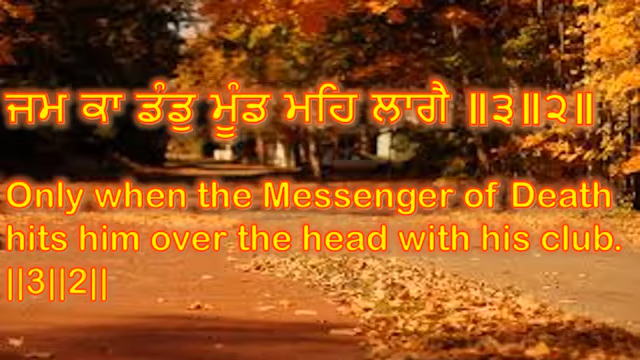 ਜਮ ਕਾ ਡੰਡੁ ਮੂੰਡ ਮਹਿ ਲਾਗੈ ॥੩॥੨॥
Only when the Messenger of Death
hits him over the head with his club.
||3||2||